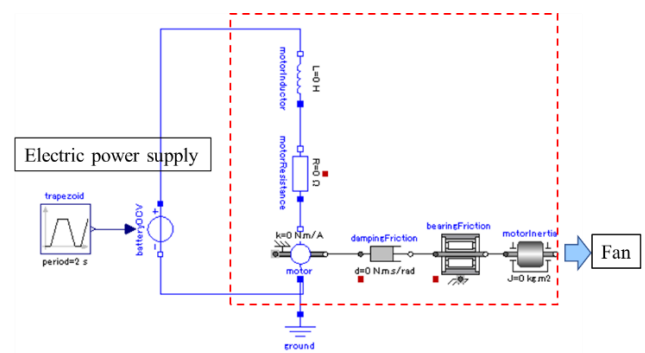 motorInductor
L=0 H
Electric power supply
motorResistance
R=0 Ω
trapezoid
period=2 s
batteryOCV
+
-
k=0 N.m/A
motor
dampingFriction
d=0 N.m.s/rad
bearingFriction
motorInertia
J=0 kg.m2
Fan
ground